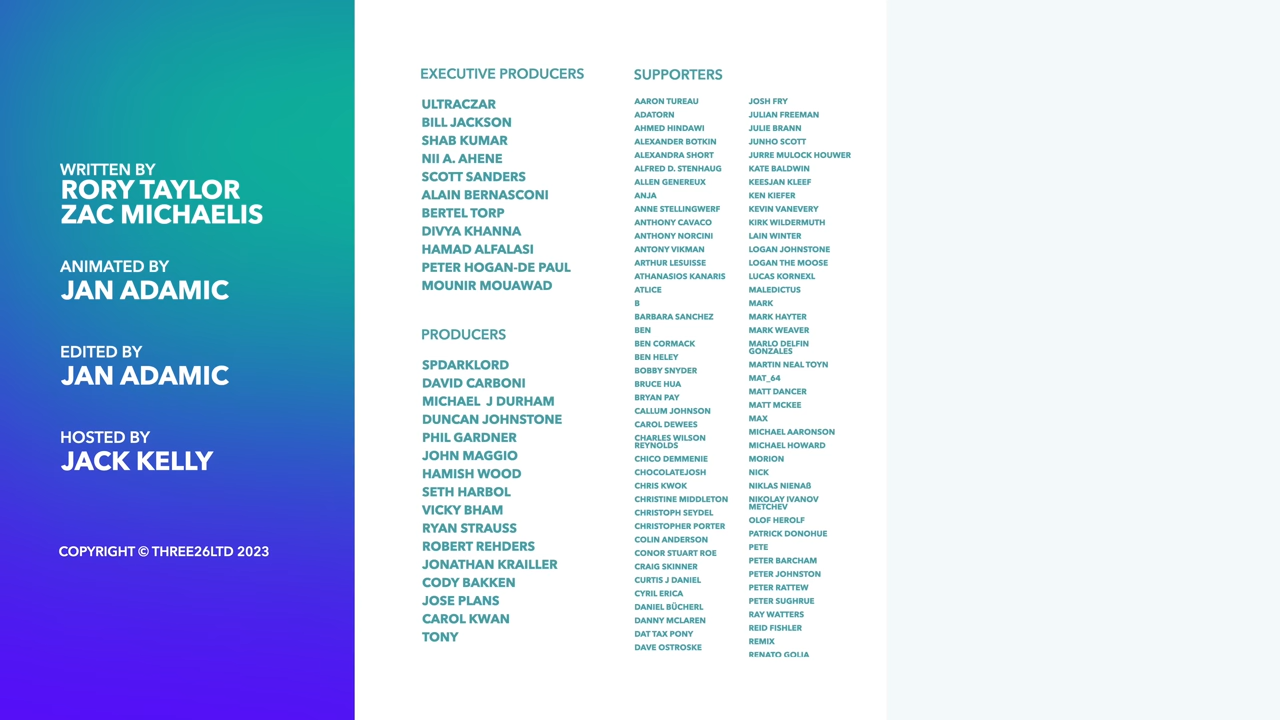 WRITTEN BY
RORY TAYLOR
ZAC MICHAELIS
ANIMATED BY
JAN ADAMIC
EDITED BY
JAN ADAMIC
HOSTED BY
JACK KELLY
COPYRIGHT © THREE26LTD 2023
EXECUTIVE PRODUCERS
ULTRACZAR
BILL JACKSON
SHAB KUMAR
NII A. AHENE
SCOTT SANDERS
ALAIN BERNASCONI
BERTEL TORP
DIVYA KHANNA
HAMAD ALFALASI
PETER HOGAN-DE PAUL
MOUNIR MOUAWAD
PRODUCERS
SPDARKLORD
DAVID CARBONI
MICHAEL J DURHAM
DUNCAN JOHNSTONE
PHIL GARDNER
JOHN MAGGIO
HAMISH WOOD
SETH HARBOL
VICKY BHAM
RYAN STRAUSS
ROBERT REHDERS
JONATHAN KRAILLER
CODY BAKKEN
JOSE PLANS
CAROL KWAN
TONY
SUPPORTERS
AARON TUREAU
ADATORN
AHMED HINDAWI
ALEXANDER BOTKIN
ALEXANDRA SHORT
ALFRED D. STENHAUG
ALLEN GENEREUX
ANJA
ANNE STELLINGWERF
ANTHONY CAVACO
ANTHONY NORCINI
ANTONY VIKMAN
ARTHUR LESUISSE
ATHANASIOS KANARIS
ATLICE
B
BARBARA SANCHEZ
BEN
BEN CORMACK
BEN HELEY
BOBBY SNYDER
BRUCE HUA
BRYAN PAY
CALLUM JOHNSON
CAROL DEWEES
CHARLES WILSON
REYNOLDS
CHICO DEMMENIE
CHOCOLATEJOSH
CHRIS KWOK
CHRISTINE MIDDLETON
CHRISTOPH SEYDEL
CHRISTOPHER PORTER
COLIN ANDERSON
CONOR STUART ROE
CRAIG SKINNER
CURTIS J DANIEL
CYRIL ERICA
DANIEL BÜCHERL
DANNY MCLAREN
DAT TAX PONY
DAVE OSTROSKE
JOSH FRY
JULIAN FREEMAN
JULIE BRANN
JUNHO SCOTT
JURRE MULOCK HOUWER
KATE BALDWIN
KEESJAN KLEEF
KEN KIEFER
KEVIN VANEVERY
KIRK WILDERMUTH
LAIN WINTER
LOGAN JOHNSTONE
LOGAN THE MOOSE
LUCAS KORNEXL
MALEDICTUS
MARK
MARK HAYTER
MARK WEAVER
MARLO DELFIN
GONZALES
MARTIN NEAL TOYN
MAT_64
MATT DANCER
MATT MCKEE
MAX
MICHAEL AARONSON
MICHAEL HOWARD
MORION
NICK
NIKLAS NIENAß
NIKOLAY IVANOV
METCHEV
OLOF HEROLF
PATRICK DONOHUE
PETE
PETER BARCHAM
PETER JOHNSTON
PETER RATTEW
PETER SUGHRUE
RAY WATTERS
REID FISHLER
REMIX
RENATO GOLIA